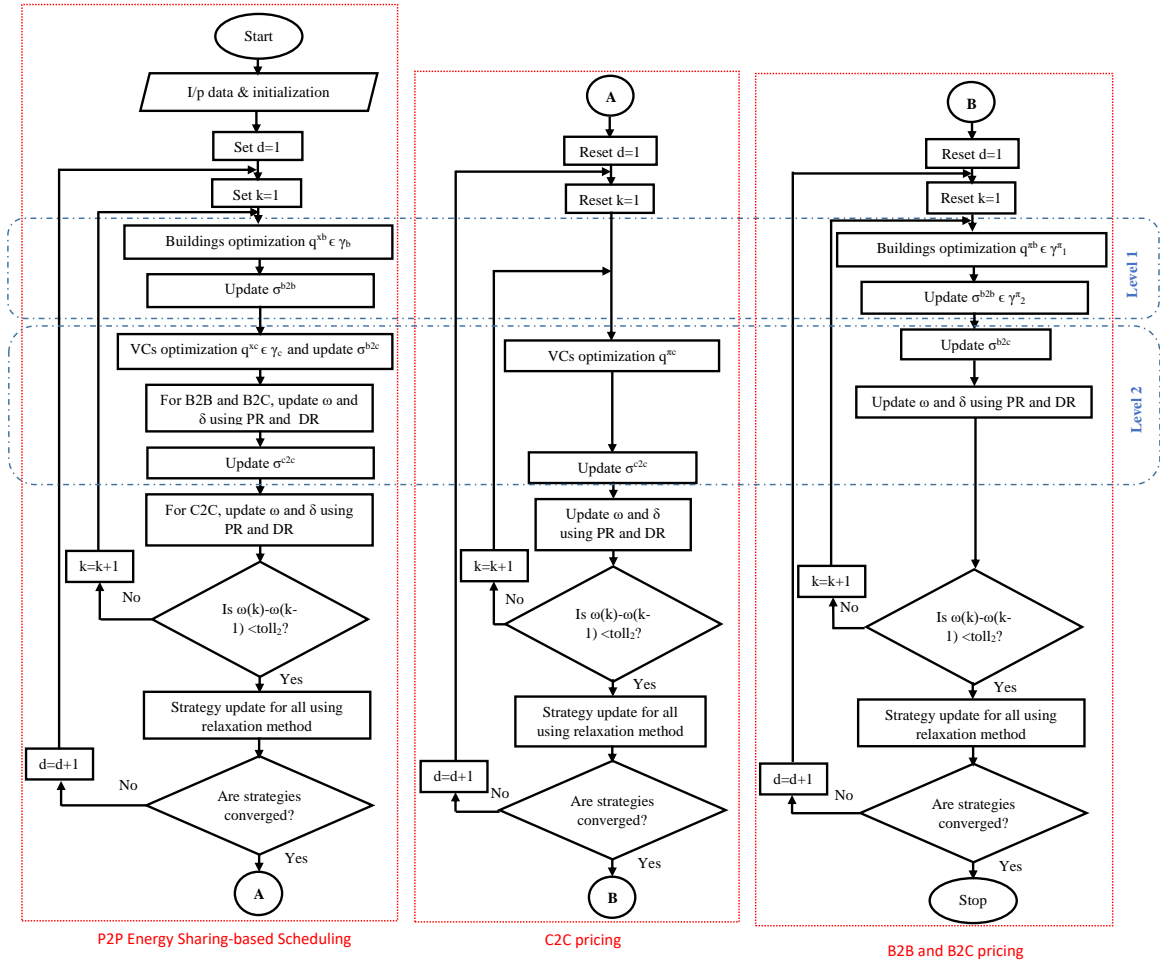 Start
I/p data & initialization
Set d=1
Set k=1
Buildings optimization q^xb ϵ γ_b
Update σ^b2b
VCs optimization q^xc ϵ γ_c and update σ^b2c
For B2B and B2C, update ω and
δ using PR and DR
Update σ^c2c
For C2C, update ω and δ using
PR and DR
k=k+1
No
Is ω(k)-ω(k-
1) <toll₂?
Yes
Strategy update for all using
relaxation method
d=d+1
No
Are strategies
converged?
Yes
A
P2P Energy Sharing-based Scheduling
A
Reset d=1
Reset k=1
VCs optimization q^πc
Update σ^c2c
Update ω and δ
using PR and DR
k=k+1
No
Is ω(k)-ω(k-
1) <toll₂?
Yes
Strategy update for all
using relaxation method
d=d+1
No
Are strategies
converged?
Yes
B
C2C pricing
B
Reset d=1
Reset k=1
Buildings optimization q^πb ϵ γ^π_1
Update σ^b2b ϵ γ^π_2
Update σ^b2c
Update ω and δ using PR and DR
k=k+1
No
Is ω(k)-ω(k-
1) <toll₂?
Yes
Strategy update for all using
relaxation method
d=d+1
No
Are strategies
converged?
Yes
Stop
B2B and B2C pricing
Level 1
Level 2